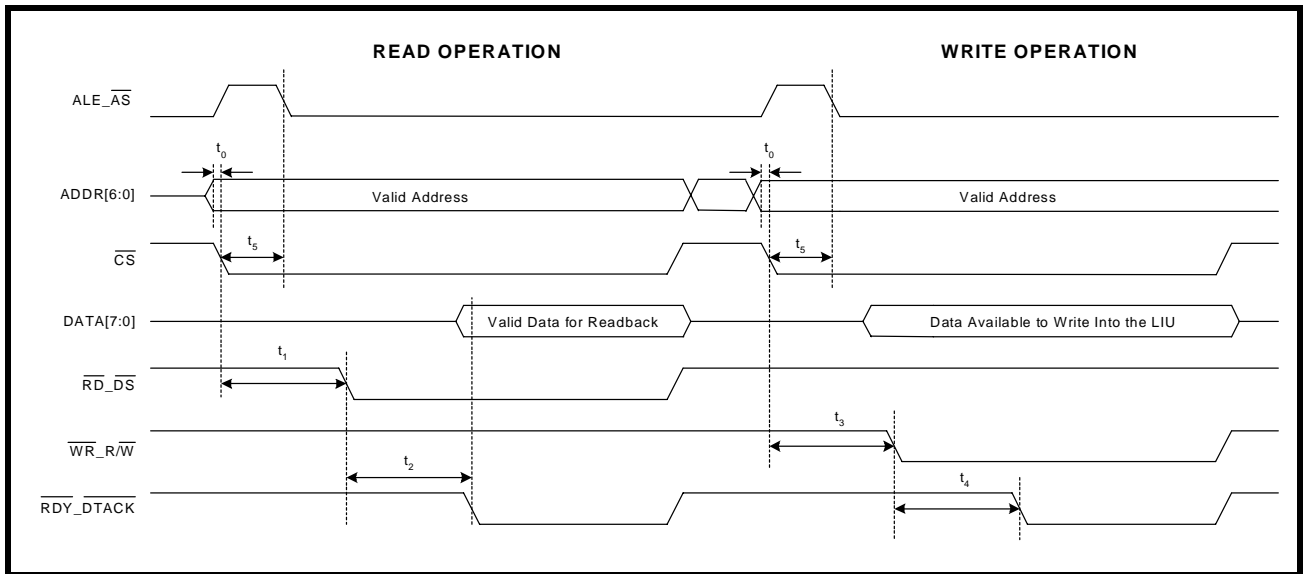 READ OPERATION WRITE OPERATION
ALE_AS
t0 t0
ADDR[6:0] Valid Address Valid Address
t5 t5
CS
DATA[7:0] Valid Data for Readback Data Available to Write Into the LIU
t1
RD_DS
t3
WR_R/W
t2 t4
RDY_DTACK